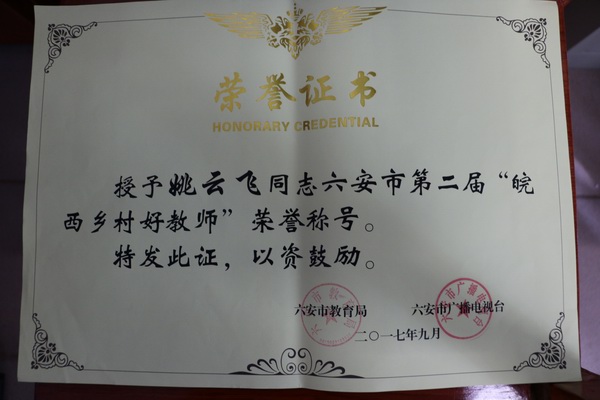 荣誉证书
HONORARY CREDENTIAL
授予姚云飞同志六安市第二届“皖
西乡村好教师”荣誉称号。
特发此证，以资鼓励。
六安市教育局 六安市广播电视台
二〇一七年九月